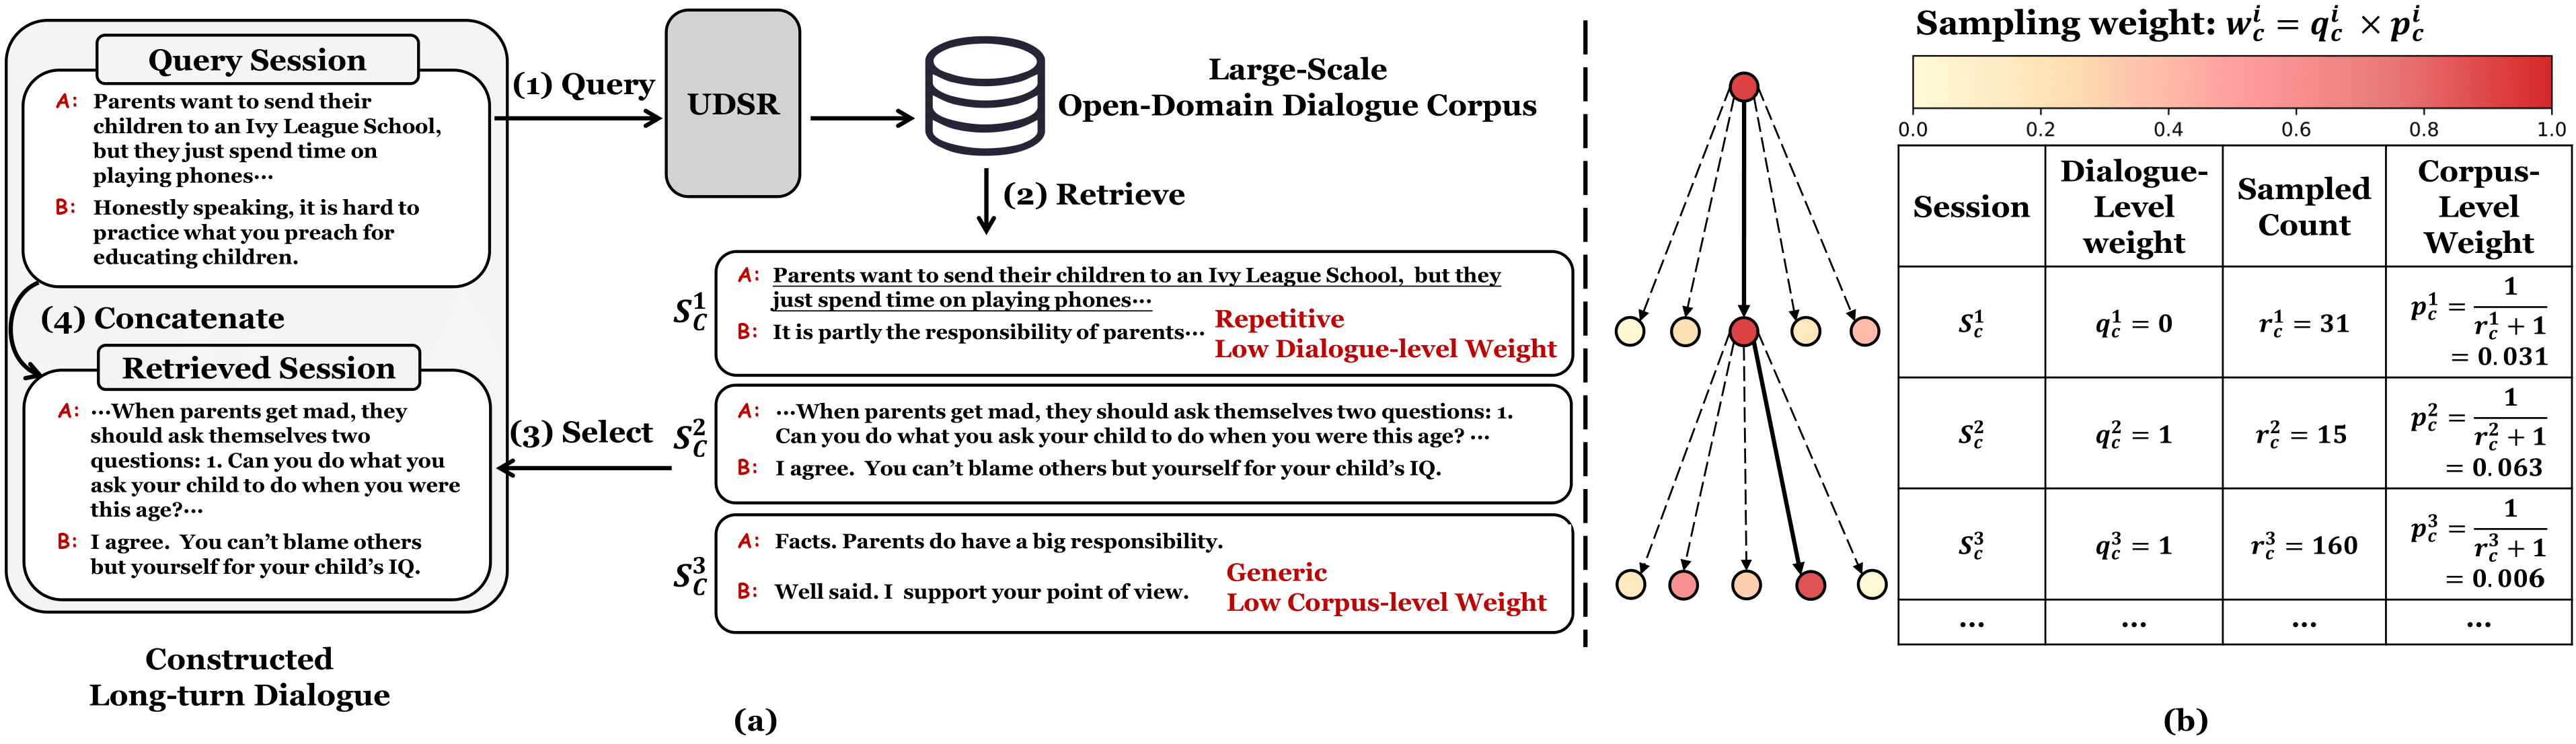 Query Session
A: Parents want to send their
children to an Ivy League School,
but they just spend time on
playing phones···
B: Honestly speaking, it is hard to
practice what you preach for
educating children.
(4) Concatenate
Retrieved Session
A: ···When parents get mad, they
should ask themselves two
questions: 1. Can you do what you
ask your child to do when you were
this age?···
B: I agree. You can't blame others
but yourself for your child's IQ.
Constructed
Long-turn Dialogue
(1) Query
UDSR
Large-Scale
Open-Domain Dialogue Corpus
(2) Retrieve
S_C^1
A: Parents want to send their children to an Ivy League School, but they
just spend time on playing phones···
B: It is partly the responsibility of parents···
Repetitive
Low Dialogue-level Weight
(3) Select
S_C^2
A: ···When parents get mad, they should ask themselves two questions: 1.
Can you do what you ask your child to do when you were this age? ···
B: I agree. You can't blame others but yourself for your child's IQ.
S_C^3
A: Facts. Parents do have a big responsibility.
B: Well said. I support your point of view.
Generic
Low Corpus-level Weight
(a)
Sampling weight: w_c^i = q_c^i × p_c^i
0.0 0.2 0.4 0.6 0.8 1.0
Session Dialogue-Level weight Sampled Count Corpus-Level Weight
S_c^1 q_c^1 = 0 r_c^1 = 31 p_c^1 = 1/(r_c^1 + 1) = 0.031
S_c^2 q_c^2 = 1 r_c^2 = 15 p_c^2 = 1/(r_c^2 + 1) = 0.063
S_c^3 q_c^3 = 1 r_c^3 = 160 p_c^3 = 1/(r_c^3 + 1) = 0.006
... ... ... ...
(b)